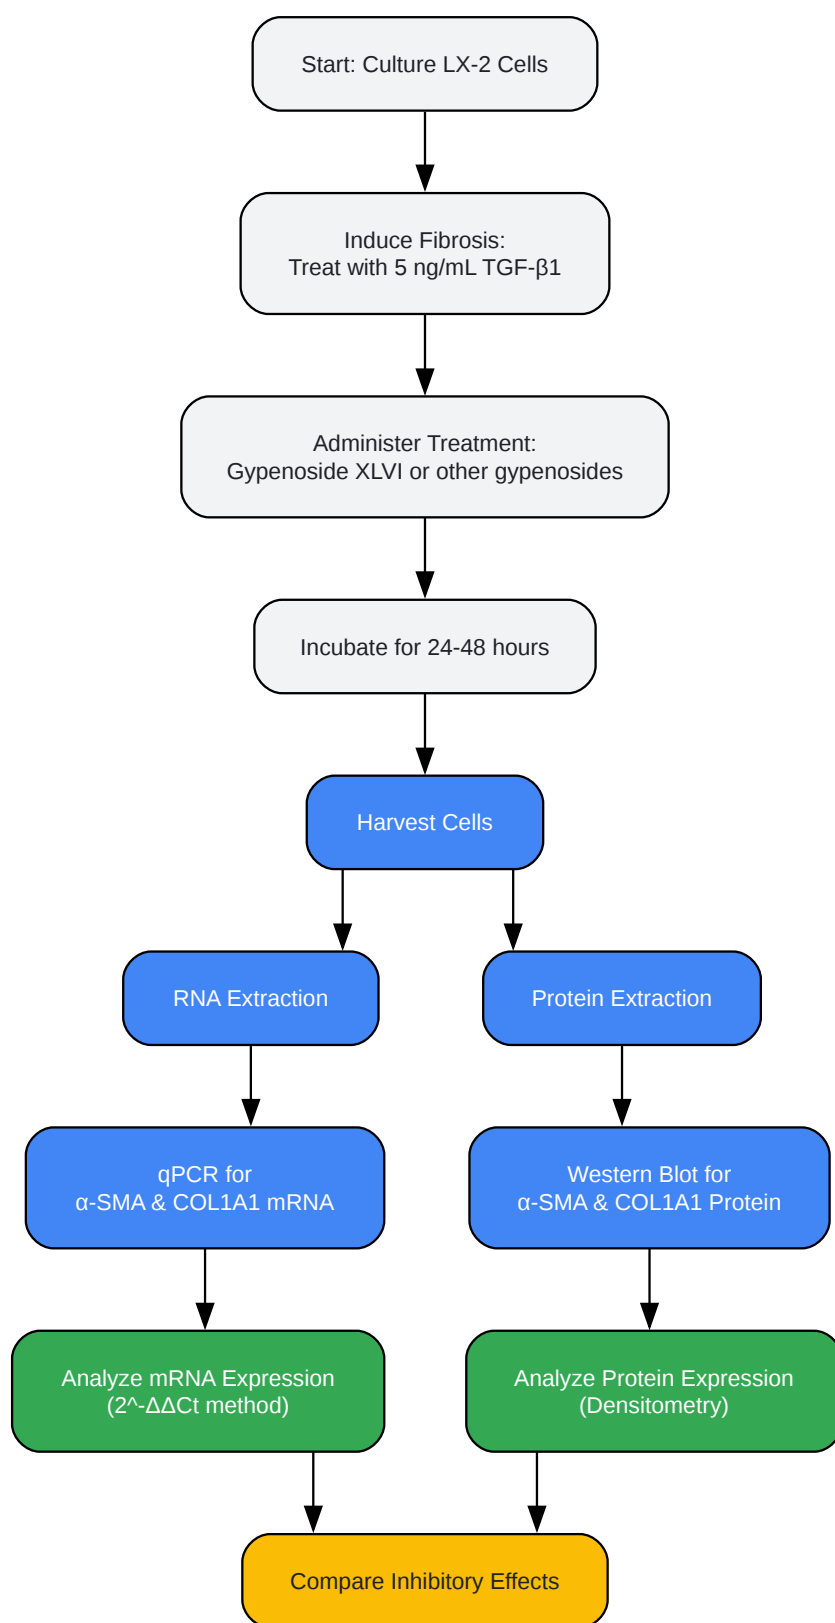 Start: Culture LX-2 Cells
Induce Fibrosis:
Treat with 5 ng/mL TGF-β1
Administer Treatment:
Gypenoside XLVI or other gypenosides
Incubate for 24-48 hours
Harvest Cells
RNA Extraction
Protein Extraction
qPCR for
α-SMA & COL1A1 mRNA
Western Blot for
α-SMA & COL1A1 Protein
Analyze mRNA Expression
(2^-ΔΔCt method)
Analyze Protein Expression
(Densitometry)
Compare Inhibitory Effects